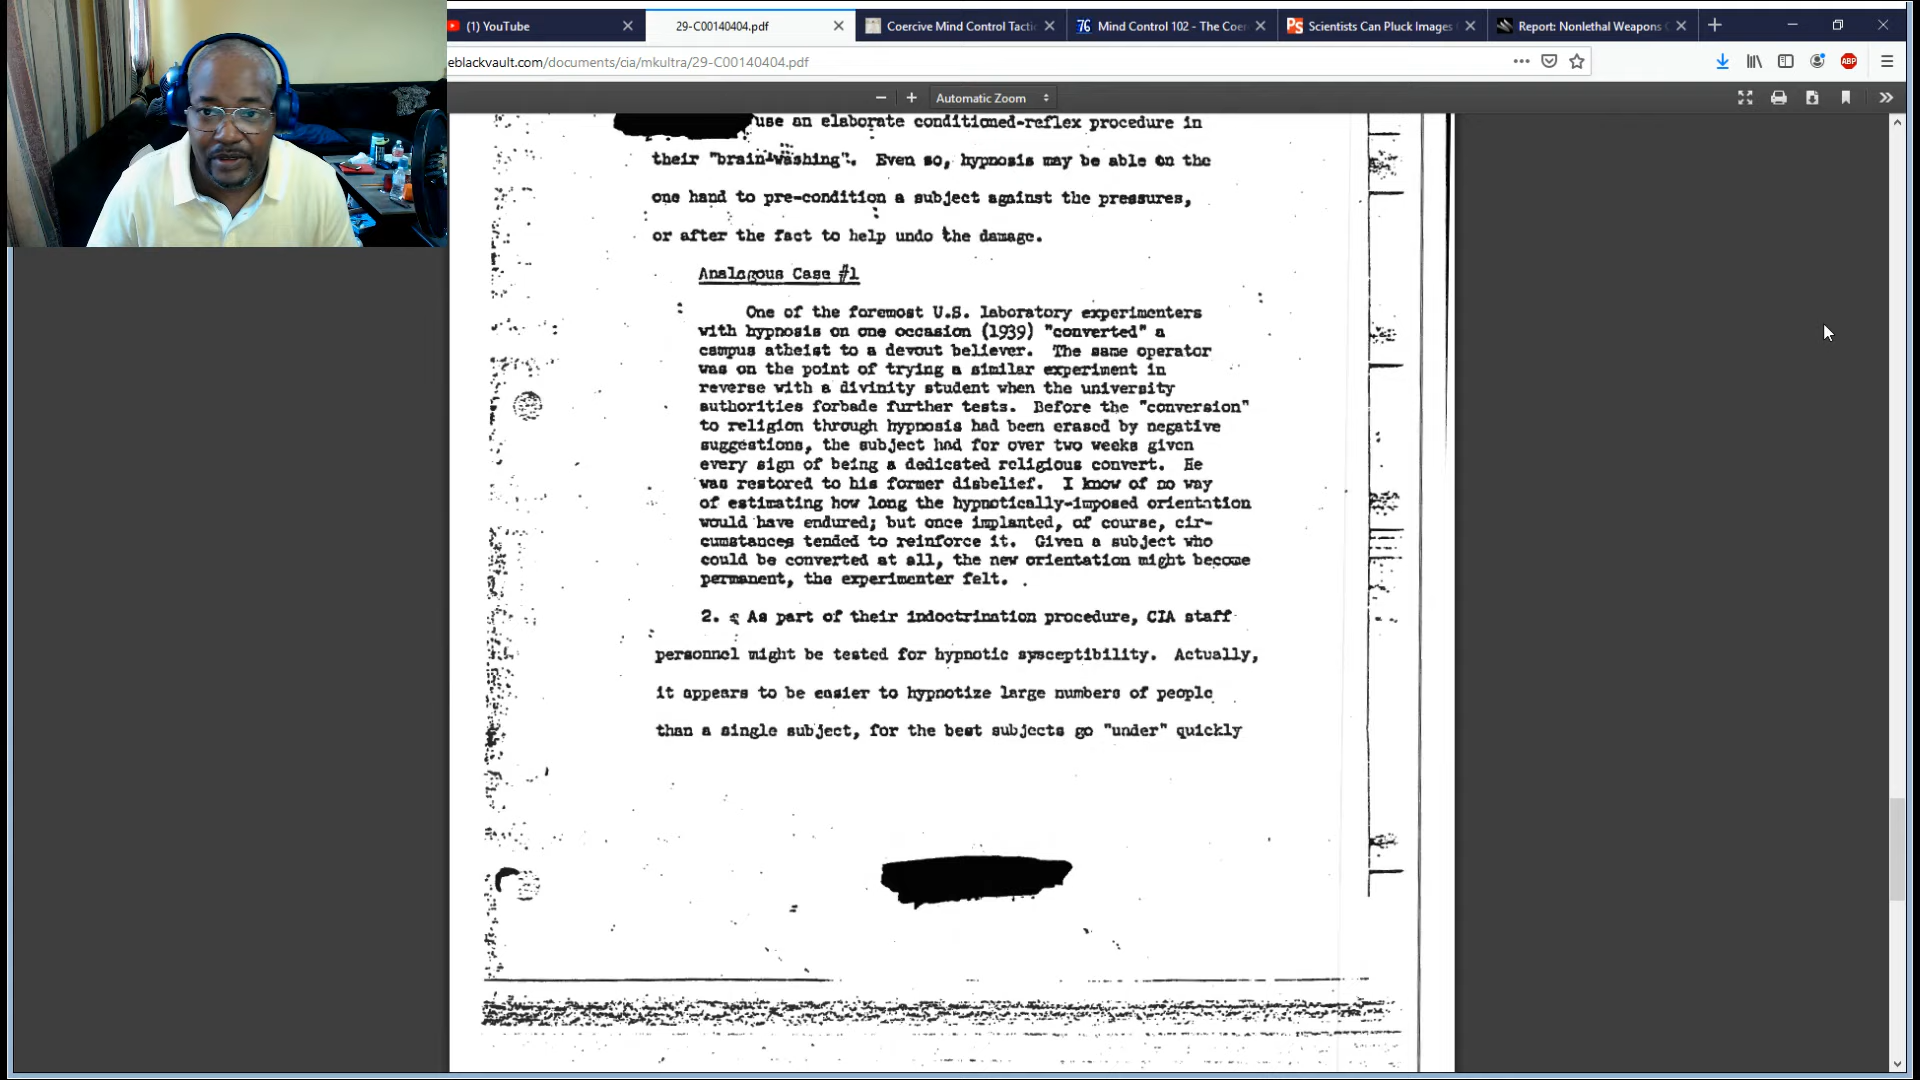 (1) YouTube
29-C00140404.pdf
Coercive Mind Control Tactic
Mind Control 102 - The Coer
Scientists Can Pluck Images
Report: Nonlethal Weapons
eblackvault.com/documents/cia/mkultra/29-C00140404.pdf
ABP
Automatic Zoom
use an elaborate conditioned-reflex procedure in
their "brain-washing". Even so, hypnosis may be able on the
one hand to pre-condition a subject against the pressures,
or after the fact to help undo the damage.
Analogous Case #1
One of the foremost U.S. laboratory experimenters
with hypnosis on one occasion (1939) "converted" a
campus atheist to a devout believer. The same operator
was on the point of trying a similar experiment in
reverse with a divinity student when the university
authorities forbade further tests. Before the "conversion"
to religion through hypnosis had been erased by negative
suggestions, the subject had for over two weeks given
every sign of being a dedicated religious convert. He
was restored to his former disbelief. I know of no way
of estimating how long the hypnotically-imposed orientation
would have endured; but once implanted, of course, cir-
cumstances tended to reinforce it. Given a subject who
could be converted at all, the new orientation might become
permanent, the experimenter felt.
2. As part of their indoctrination procedure, CIA staff
personnel might be tested for hypnotic susceptibility. Actually,
it appears to be easier to hypnotize large numbers of people
than a single subject, for the best subjects go "under" quickly